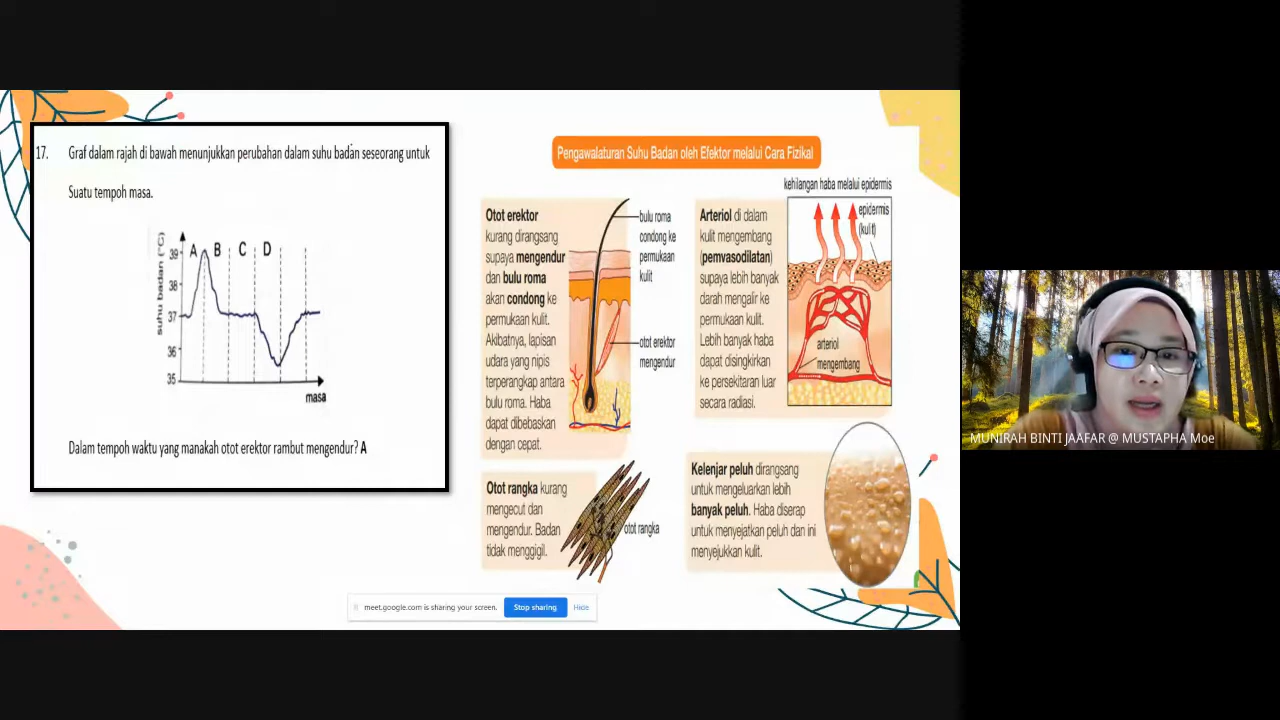 17. Graf dalam rajah di bawah menunjukkan perubahan dalam suhu badan seseorang untuk
Suatu tempoh masa.
suhu badan (°C)
39
38
37
36
35
A B C D
masa
Dalam tempoh waktu yang manakah otot erektor rambut mengendur? A
Pengawalaturan Suhu Badan oleh Efektor melalui Cara Fizikal
Otot erektor
kurang dirangsang
supaya mengendur
dan bulu roma
akan condong ke
permukaan kulit.
Akibatnya, lapisan
udara yang nipis
terperangkap antara
bulu roma. Haba
dapat dibebaskan
dengan cepat.
bulu roma
condong ke
permukaan
kulit
otot erektor
mengendur
kehilangan haba melalui epidermis
Arteriol di dalam
kulit mengembang
(pemvasodilatan)
supaya lebih banyak
darah mengalir ke
permukaan kulit.
Lebih banyak haba
dapat disingkirkan
ke persekitaran luar
secara radiasi.
epidermis
(kulit)
arteriol
mengembang
Otot rangka kurang
mengecut dan
mengendur. Badan
tidak menggigil.
otot rangka
Kelenjar peluh dirangsang
untuk mengeluarkan lebih
banyak peluh. Haba diserap
untuk menyejatkan peluh dan ini
menyejukkan kulit.
meet.google.com is sharing your screen.
Stop sharing
Hide
MUNIRAH BINTI JAAFAR @ MUSTAPHA Moe